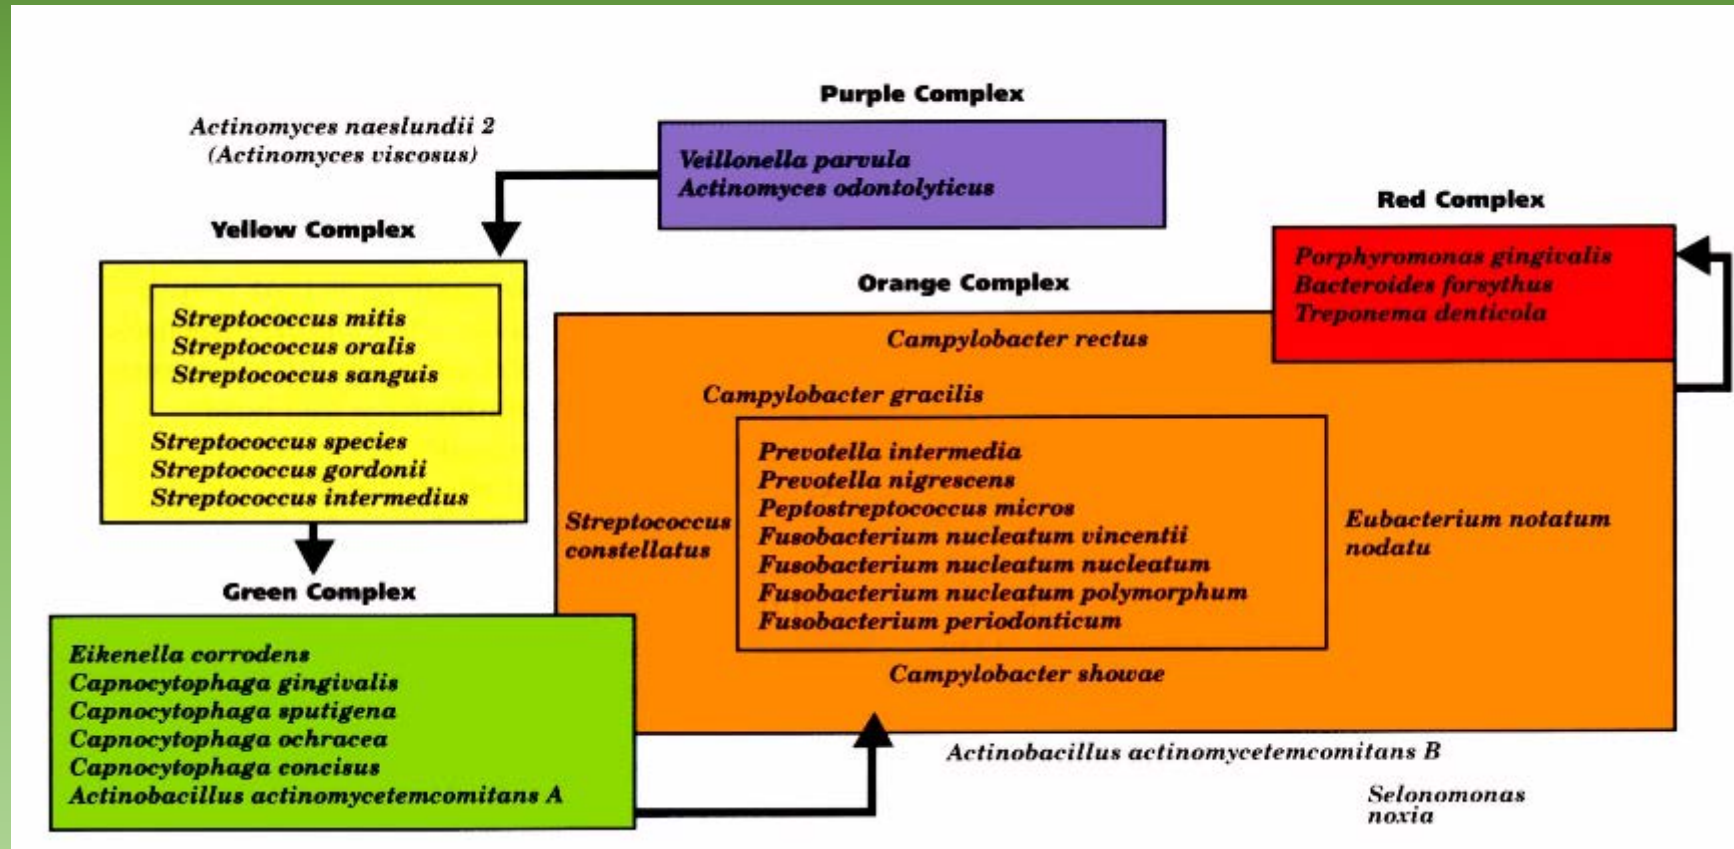 Purple Complex
Actinomyces naeslundii 2
(Actinomyces viscosus)
Veillonella parvula
Actinomyces odontolyticus
Red Complex
Porphyromonas gingivalis
Bacteroides forsythus
Treponema denticola
Yellow Complex
Streptococcus mitis
Streptococcus oralis
Streptococcus sanguis
Streptococcus species
Streptococcus gordonii
Streptococcus intermedius
Orange Complex
Campylobacter rectus
Campylobacter gracilis
Prevotella intermedia
Prevotella nigrescens
Peptostreptococcus micros
Fusobacterium nucleatum vincentii
Fusobacterium nucleatum nucleatum
Fusobacterium nucleatum polymorphum
Fusobacterium periodonticum
Streptococcus
constellatus
Eubacterium notatum
nodatu
Campylobacter showae
Green Complex
Eikenella corrodens
Capnocytophaga gingivalis
Capnocytophaga sputigena
Capnocytophaga ochracea
Capnocytophaga concisus
Actinobacillus actinomycetemcomitans A
Actinobacillus actinomycetemcomitans B
Selonomonas
noxia